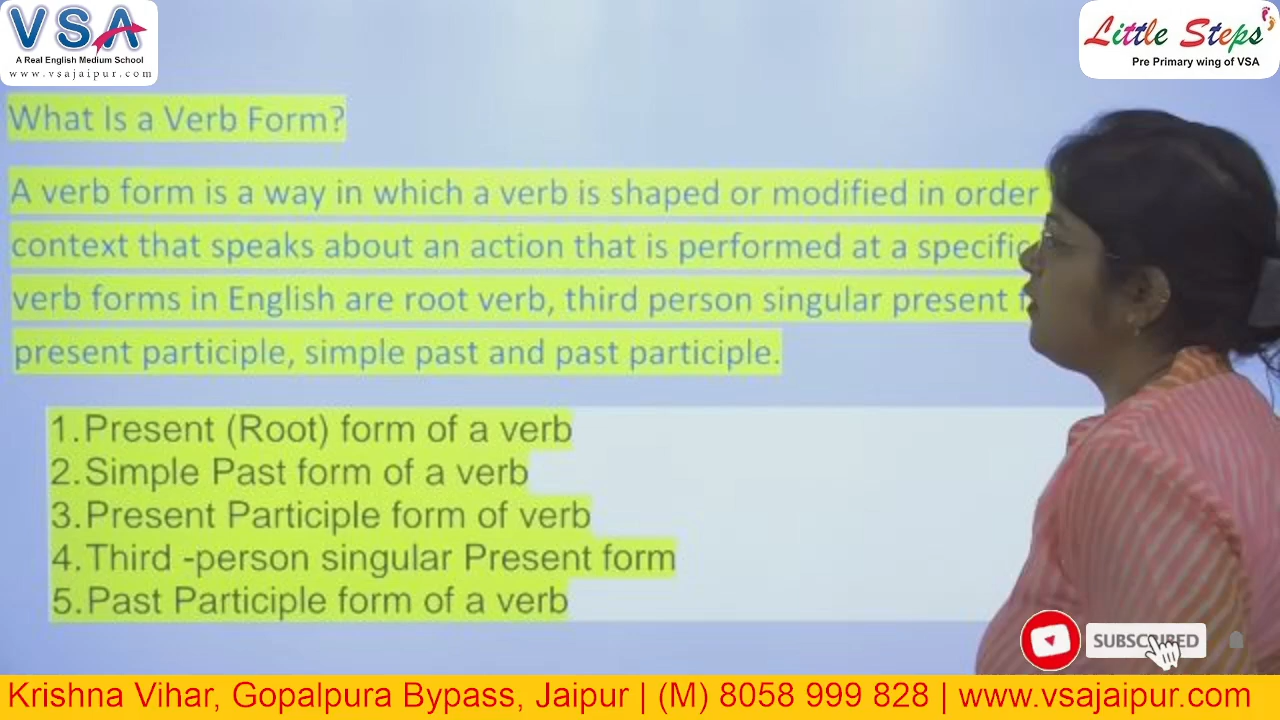 VSA
A Real English Medium School
www.vsajaipur.com
Little Steps
Pre Primary wing of VSA
What Is a Verb Form?
A verb form is a way in which a verb is shaped or modified in order
context that speaks about an action that is performed at a specific
verb forms in English are root verb, third person singular present
present participle, simple past and past participle.
1.Present (Root) form of a verb
2.Simple Past form of a verb
3.Present Participle form of verb
4.Third -person singular Present form
5.Past Participle form of a verb
SUBSCRIBED
Krishna Vihar, Gopalpura Bypass, Jaipur | (M) 8058 999 828 | www.vsajaipur.com